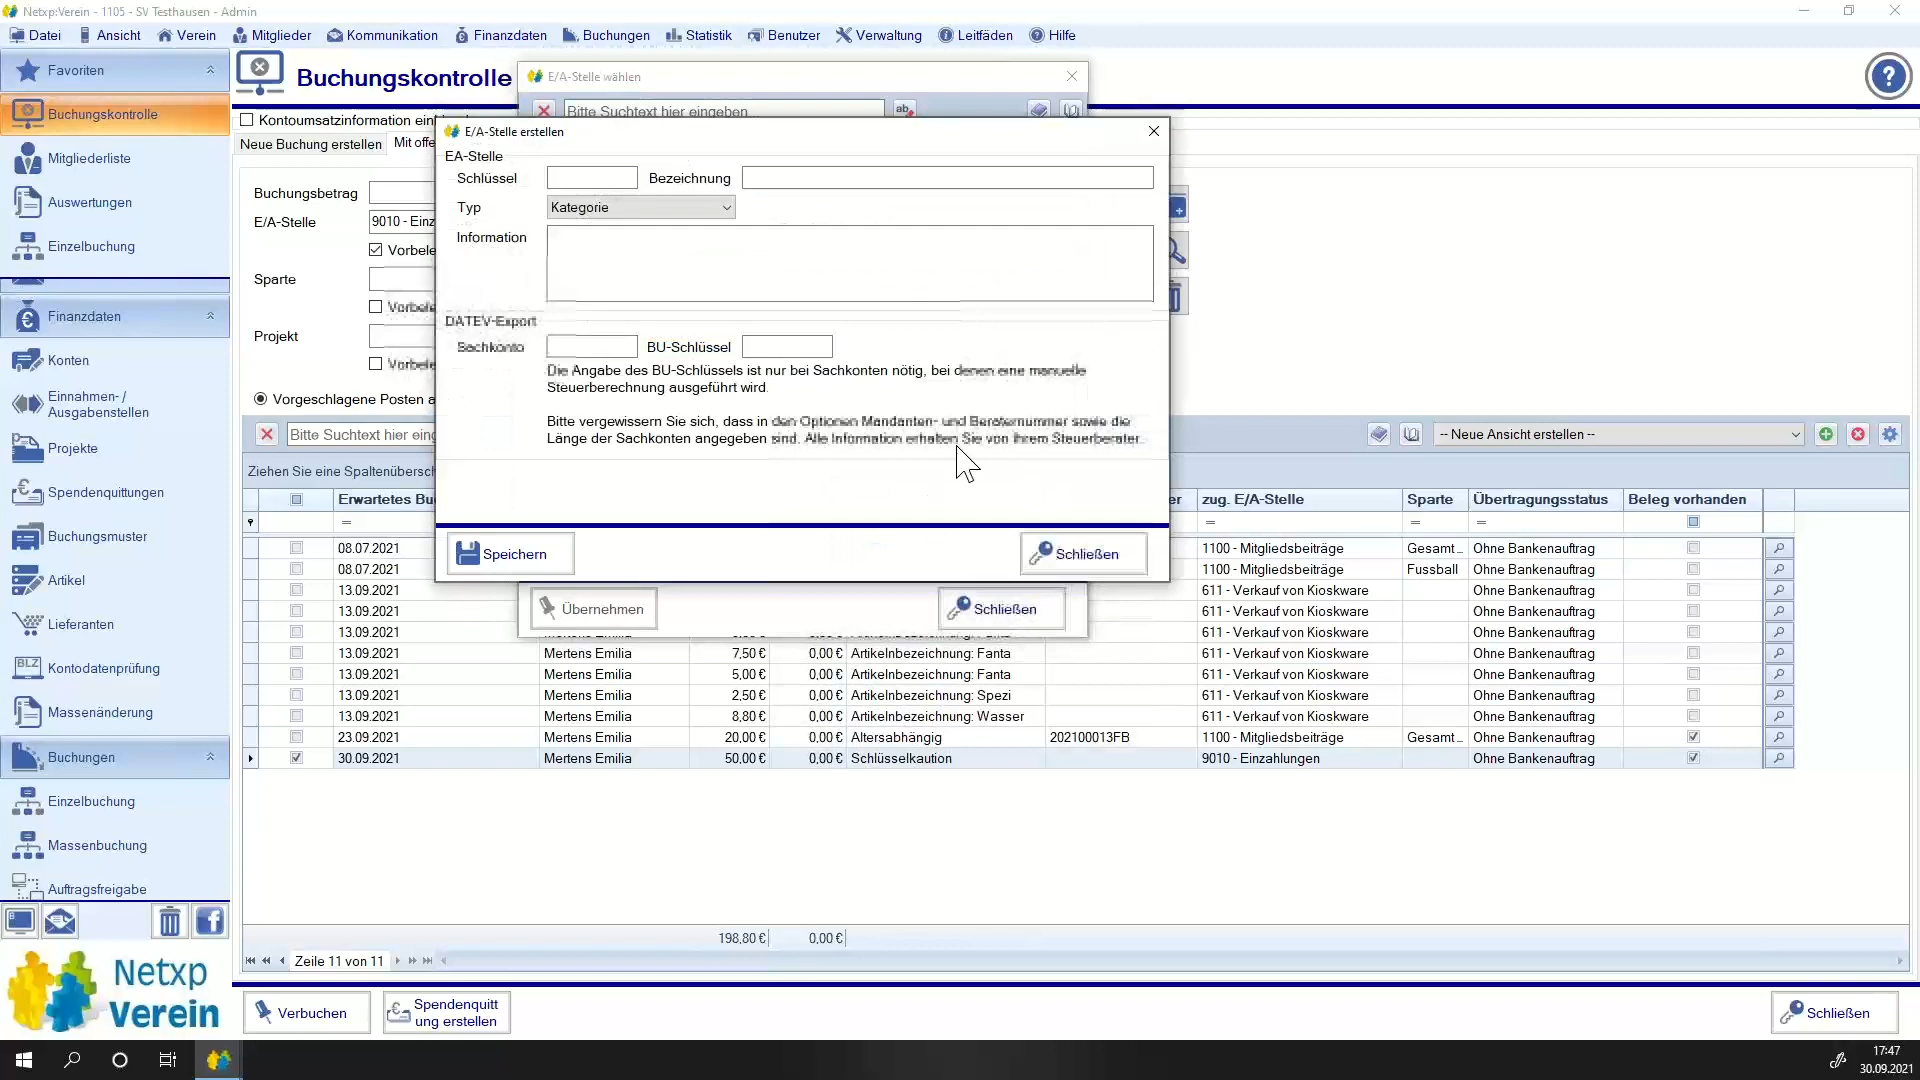 Netxp:Verein - 1105 - SV Testhausen - Admin
Datei Ansicht Verein Mitglieder Kommunikation Finanzdaten Buchungen Statistik Benutzer Verwaltung Leitfäden Hilfe
Favoriten
Buchungskontrolle
Mitgliederliste
Auswertungen
Einzelbuchung
Finanzdaten
Konten
Einnahmen- /
Ausgabenstellen
Projekte
Spendenquittungen
Buchungsmuster
Artikel
Lieferanten
Kontodatenprüfung
Massenänderung
Buchungen
Einzelbuchung
Massenbuchung
Auftragsfreigabe
Netxp
Verein
Buchungskontrolle
Kontoumsatzinformation
Neue Buchung erstellen
Buchungsbetrag
E/A-Stelle 9010 - Einz
Sparte
Projekt
Vorgeschlagene Posten a
E/A-Stelle wählen
Bitte Suchtext hier eingeben
E/A-Stelle erstellen
EA-Stelle
Schlüssel Bezeichnung
Typ Kategorie
Information
DATEV-Export
Sachkonto BU-Schlüssel
Die Angabe des BU-Schlüssels ist nur bei Sachkonten nötig, bei denen eine manuelle
Steuerberechnung ausgeführt wird.
Bitte vergewissern Sie sich, dass in den Optionen Mandanten- und Beraternummer sowie die
Länge der Sachkonten angegeben sind. Alle Information erhalten Sie von Ihrem Steuerberater.
Speichern Schließen
Übernehmen Schließen
Bitte Suchtext hier ein -- Neue Ansicht erstellen --
Ziehen Sie eine Spaltenübersch
Erwartetes Bu er zug. E/A-Stelle Sparte Übertragungsstatus Beleg vorhanden
= = = =
08.07.2021 1100 - Mitgliedsbeiträge Gesamt... Ohne Bankenauftrag
08.07.2021 1100 - Mitgliedsbeiträge Fussball Ohne Bankenauftrag
13.09.2021 611 - Verkauf von Kioskware Ohne Bankenauftrag
13.09.2021 611 - Verkauf von Kioskware Ohne Bankenauftrag
13.09.2021 611 - Verkauf von Kioskware Ohne Bankenauftrag
13.09.2021 Mertens Emilia 7,50 € 0,00 € Artikelnbezeichnung: Fanta 611 - Verkauf von Kioskware Ohne Bankenauftrag
13.09.2021 Mertens Emilia 5,00 € 0,00 € Artikelnbezeichnung: Fanta 611 - Verkauf von Kioskware Ohne Bankenauftrag
13.09.2021 Mertens Emilia 2,50 € 0,00 € Artikelnbezeichnung: Spezi 611 - Verkauf von Kioskware Ohne Bankenauftrag
13.09.2021 Mertens Emilia 8,80 € 0,00 € Artikelnbezeichnung: Wasser 611 - Verkauf von Kioskware Ohne Bankenauftrag
23.09.2021 Mertens Emilia 20,00 € 0,00 € Altersabhängig 202100013FB 1100 - Mitgliedsbeiträge Gesamt... Ohne Bankenauftrag
30.09.2021 Mertens Emilia 50,00 € 0,00 € Schlüsselkaution 9010 - Einzahlungen Ohne Bankenauftrag
198,80 € 0,00 €
Zeile 11 von 11
Verbuchen
Spendenquitt
ung erstellen
Schließen
17:47
30.09.2021